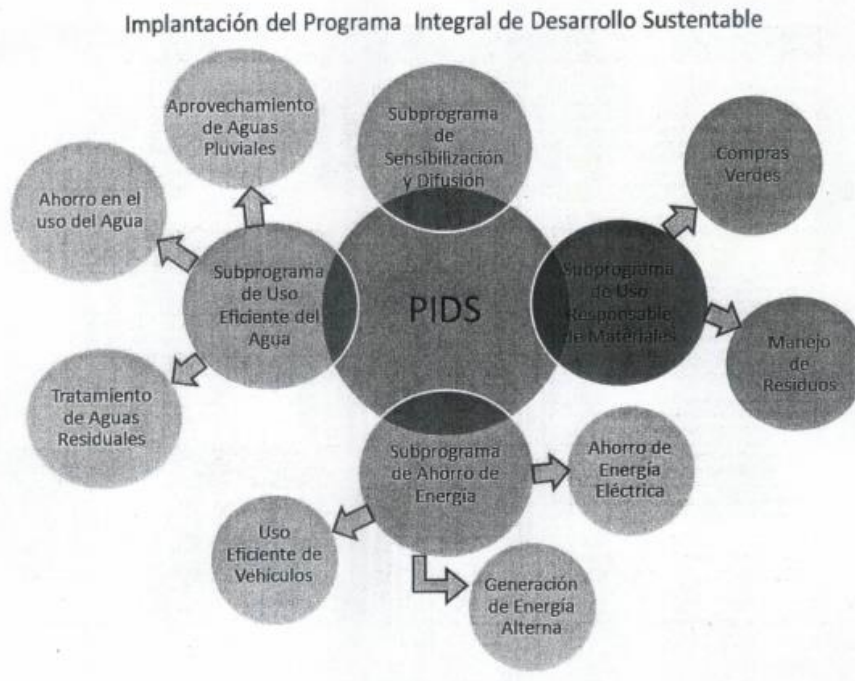 Implantación del Programa Integral de Desarrollo Sustentable
Aprovechamiento
de Aguas
Pluviales
Subprograma
de
Sensibilización
y Difusión
Compras
Verdes
Ahorro en el
uso del Agua
Subprograma
de Uso
Eficiente del
Agua
PIDS
Subprograma
de Uso
Responsable
de Materiales
Manejo
de
Residuos
Tratamiento
de Aguas
Residuales
Subprograma
de Ahorro de
Energía
Ahorro de
Energía
Eléctrica
Uso
Eficiente de
Vehículos
Generación
de Energía
Alterna